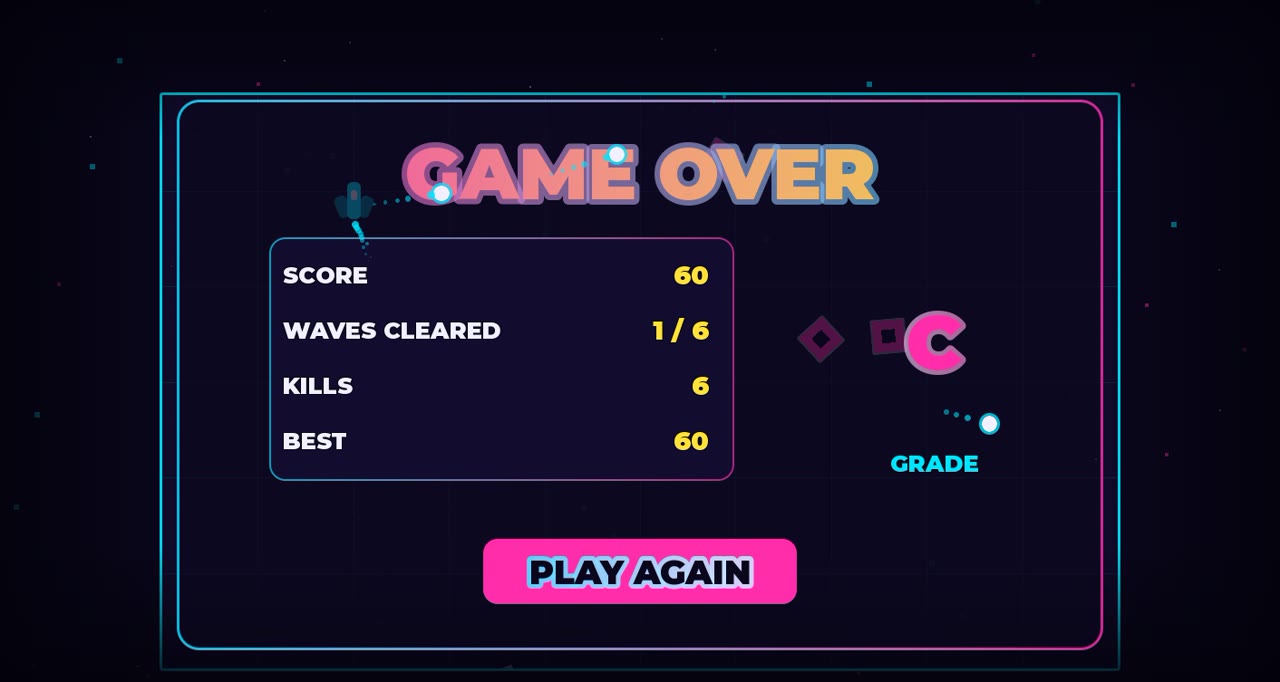 GAME OVER
SCORE 60
WAVES CLEARED 1 / 6
KILLS 6
BEST 60
C
GRADE
PLAY AGAIN